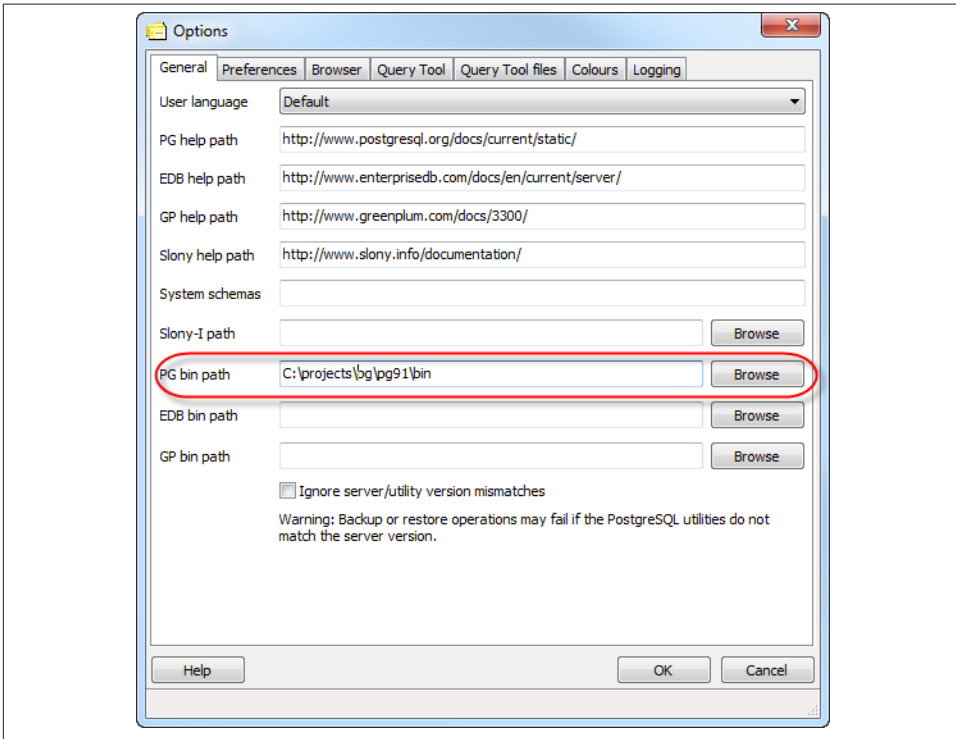 Options
General Preferences Browser Query Tool Query Tool files Colours Logging
User language Default
PG help path http://www.postgresql.org/docs/current/static/
EDB help path http://www.enterprisedb.com/docs/en/current/server/
GP help path http://www.greenplum.com/docs/3300/
Slony help path http://www.slony.info/documentation/
System schemas
Slony-I path Browse
PG bin path C:\projects\bg\pg91\bin Browse
EDB bin path Browse
GP bin path Browse
Ignore server/utility version mismatches
Warning: Backup or restore operations may fail if the PostgreSQL utilities do not
match the server version.
Help OK Cancel